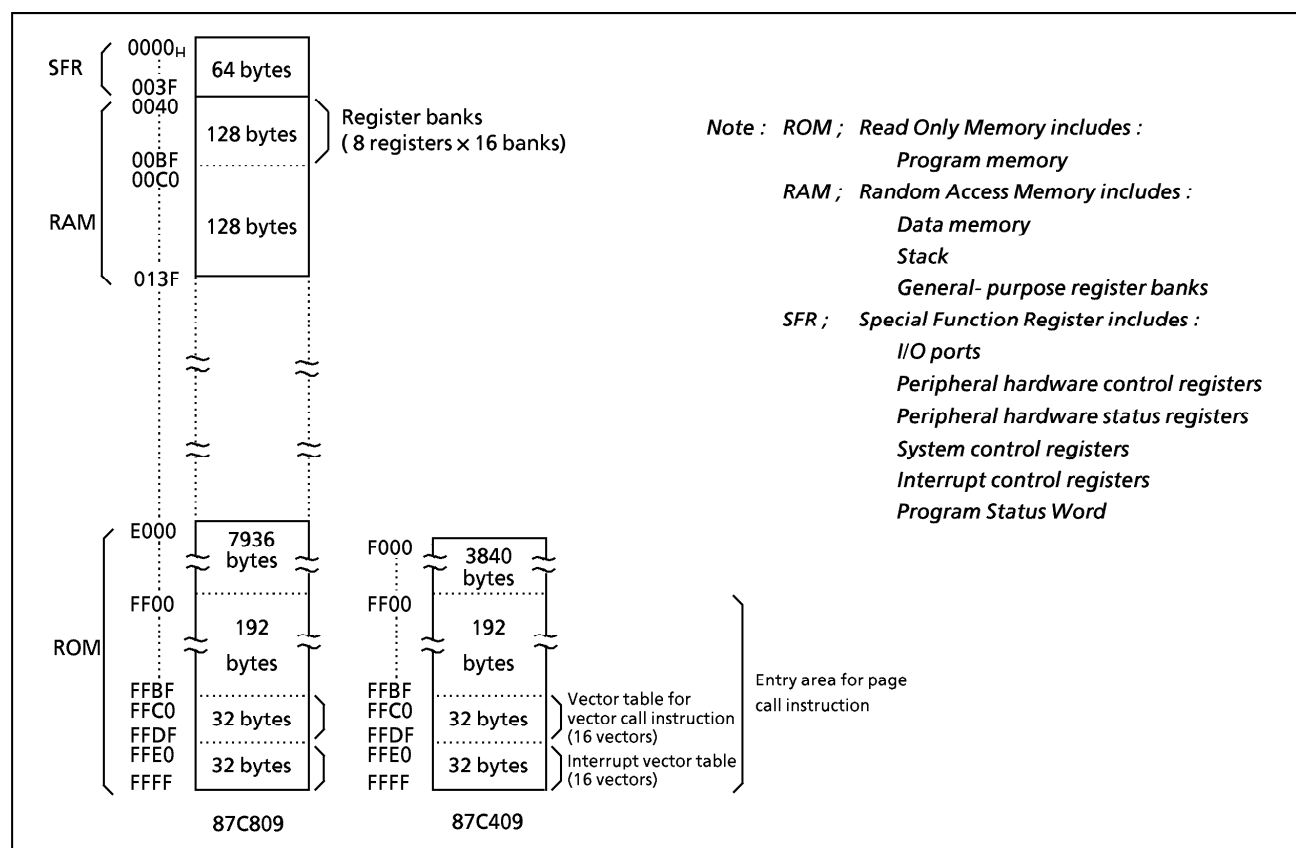 0000H
SFR
64 bytes
003F
0040
128 bytes
Register banks
( 8 registers × 16 banks)
00BF
00C0
RAM
128 bytes
013F
Note : ROM ; Read Only Memory includes :
Program memory
RAM ; Random Access Memory includes :
Data memory
Stack
General- purpose register banks
SFR ; Special Function Register includes :
I/O ports
Peripheral hardware control registers
Peripheral hardware status registers
System control registers
Interrupt control registers
Program Status Word
ROM
E000
7936
bytes
FF00
192
bytes
FFBF
FFC0
32 bytes
FFDF
FFE0
32 bytes
FFFF
87C809
F000
3840
bytes
FF00
192
bytes
FFBF
FFC0
32 bytes
FFDF
FFE0
32 bytes
FFFF
87C409
Vector table for
vector call instruction
(16 vectors)
Interrupt vector table
(16 vectors)
Entry area for page
call instruction